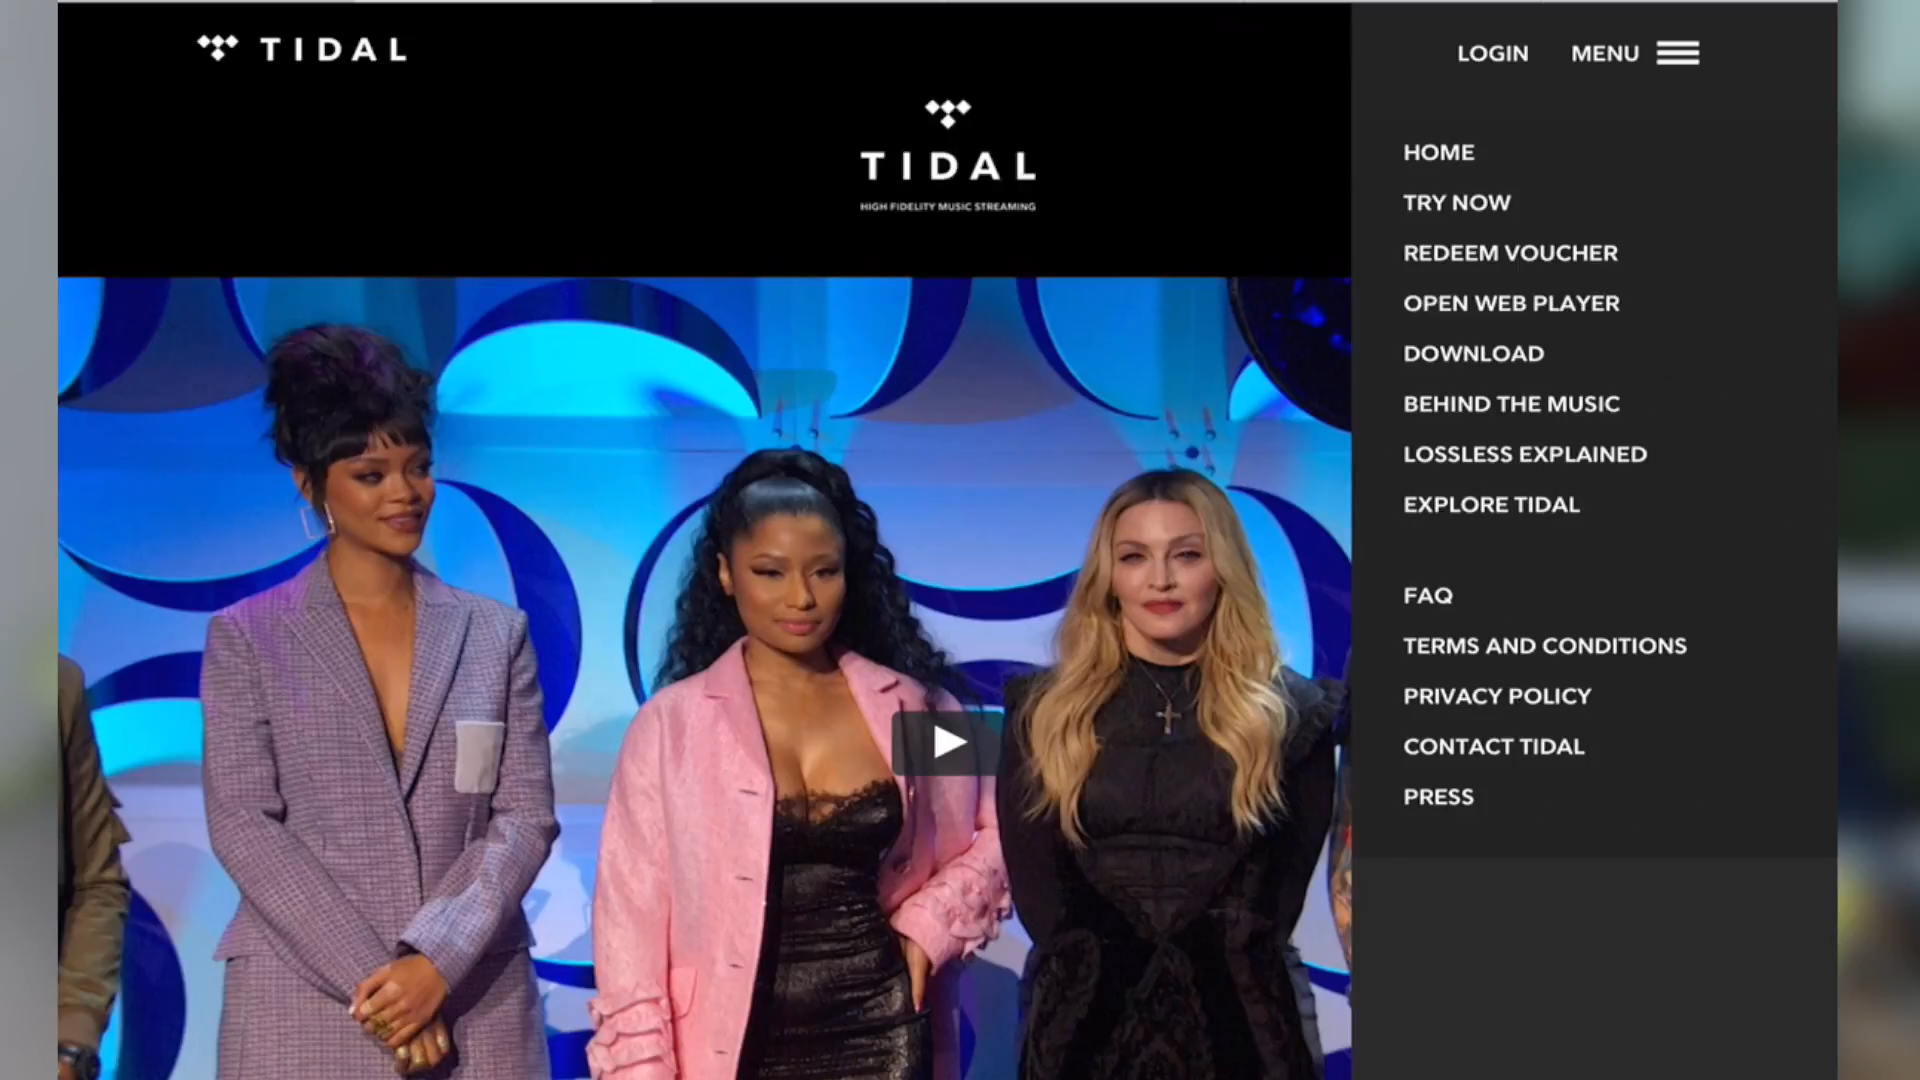 TIDAL
LOGIN
MENU
TIDAL
HIGH FIDELITY MUSIC STREAMING
HOME
TRY NOW
REDEEM VOUCHER
OPEN WEB PLAYER
DOWNLOAD
BEHIND THE MUSIC
LOSSLESS EXPLAINED
EXPLORE TIDAL
FAQ
TERMS AND CONDITIONS
PRIVACY POLICY
CONTACT TIDAL
PRESS